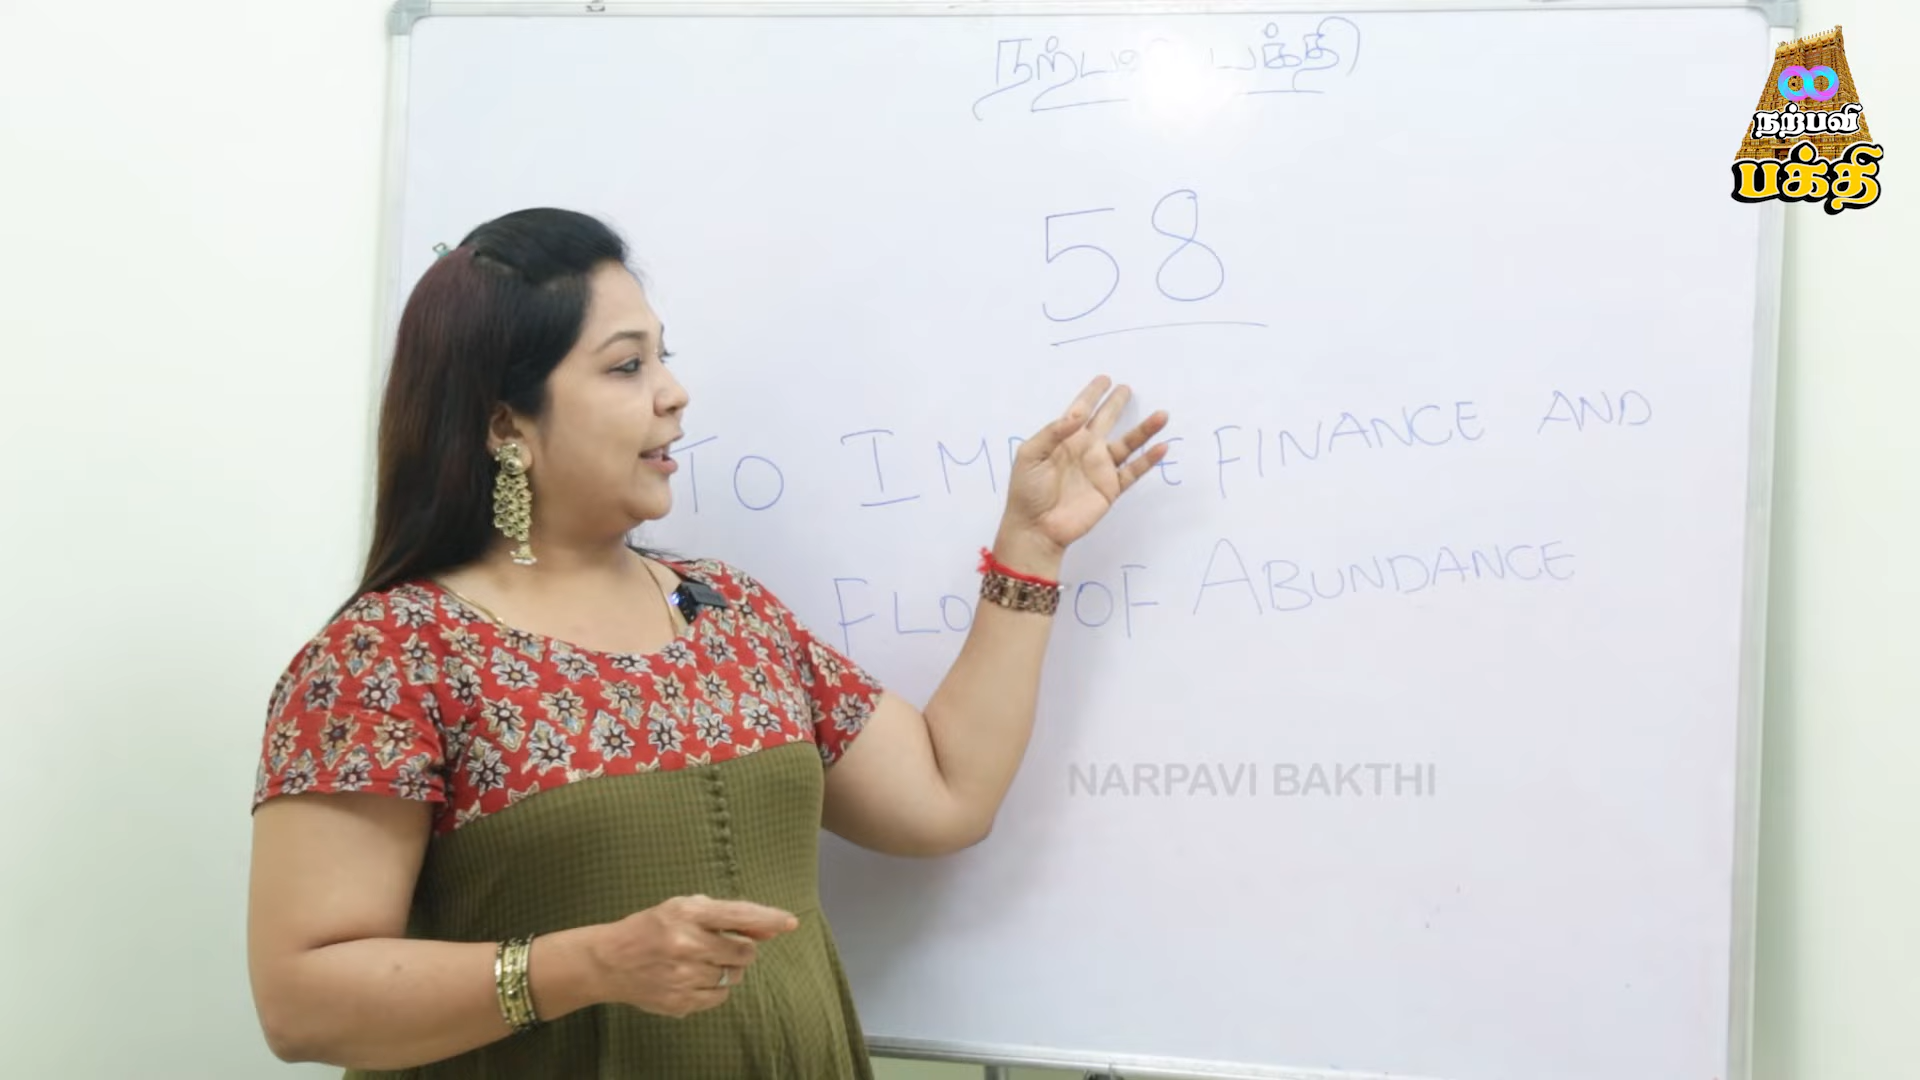 பக்தி
நற்பவி
பக்தி
58
TO FINANCE AND
OF ABUNDANCE
NARPAVI BAKTHI